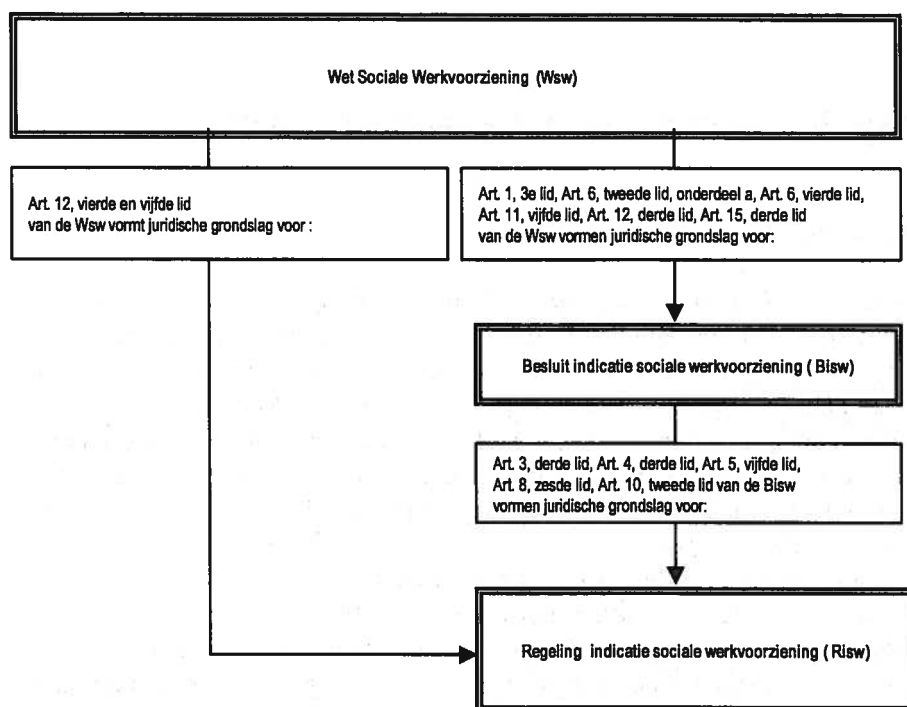 Wet Sociale Werkvoorziening (Wsw)
Art. 12, vierde en vijfde lid
van de Wsw vormt juridische grondslag voor :
Art. 1, 3e lid, Art. 6, tweede lid, onderdeel a, Art. 6, vierde lid,
Art. 11, vijfde lid, Art. 12, derde lid, Art. 15, derde lid
van de Wsw vormen juridische grondslag voor:
Besluit indicatie sociale werkvoorziening ( Bisw)
Art. 3, derde lid, Art. 4, derde lid, Art. 5, vijfde lid,
Art. 8, zesde lid, Art. 10, tweede lid van de Bisw
vormen juridische grondslag voor:
Regeling indicatie sociale werkvoorziening ( Risw)